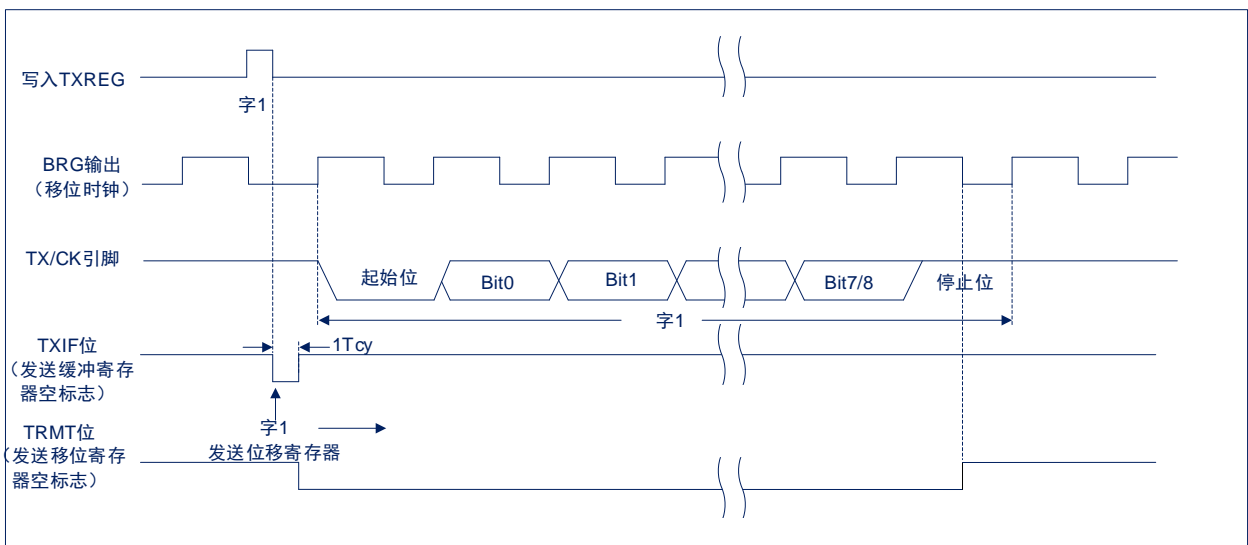 写入TXREG
字1
BRG输出
（移位时钟）
TX/CK引脚
起始位
Bit0
Bit1
Bit7/8
停止位
字1
TXIF位
（发送缓冲寄存
器空标志）
1Tcy
字1
发送位移寄存器
TRMT位
（发送移位寄存
器空标志）